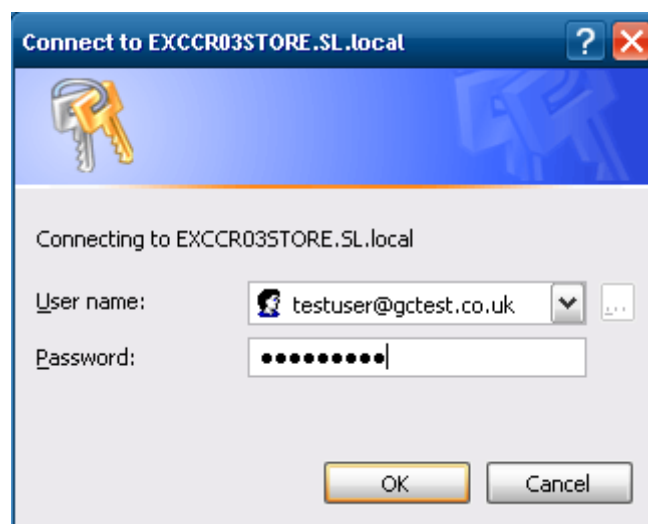 Connect to EXCCR03STORE.SL.local
?
Connecting to EXCCR03STORE.SL.local
User name: testuser@gctest.co.uk ...
Password: ●●●●●●●●●
OK Cancel